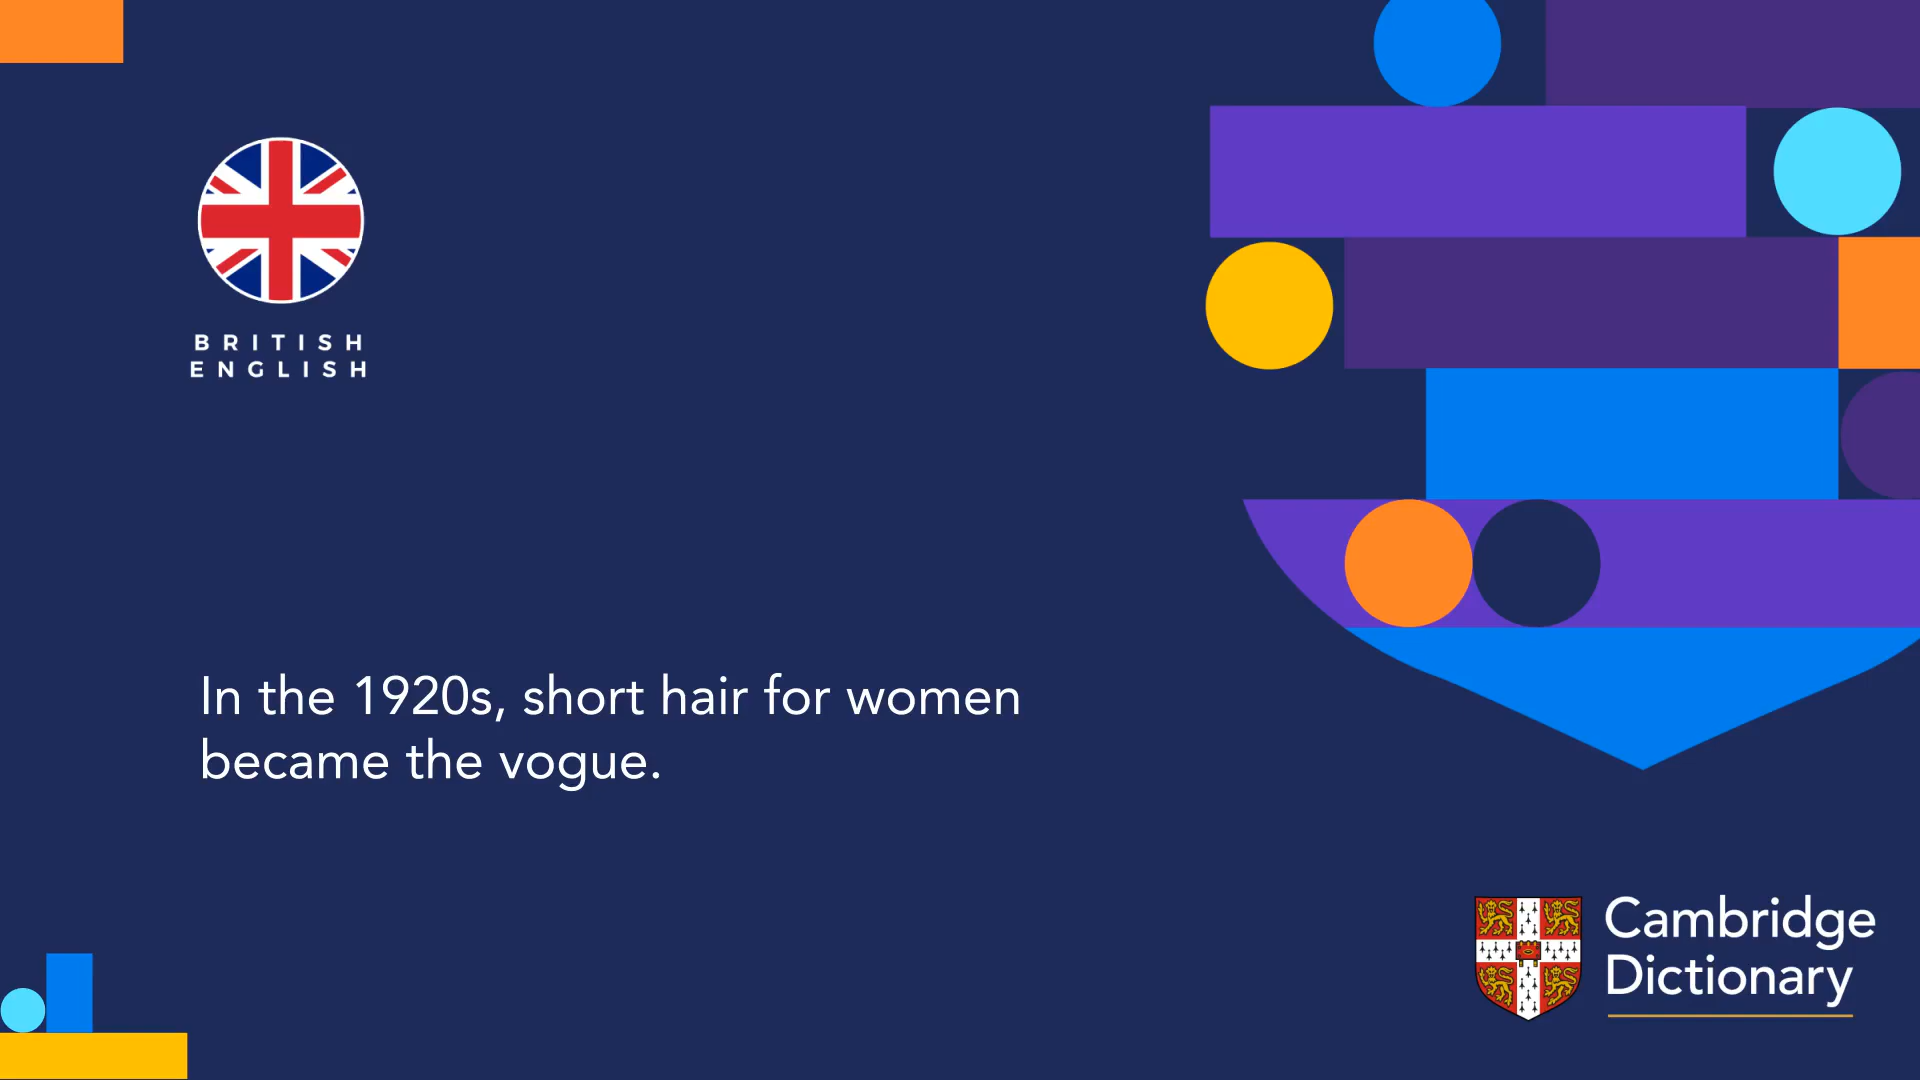 BRITISH
ENGLISH
In the 1920s, short hair for women
became the vogue.
Cambridge
Dictionary